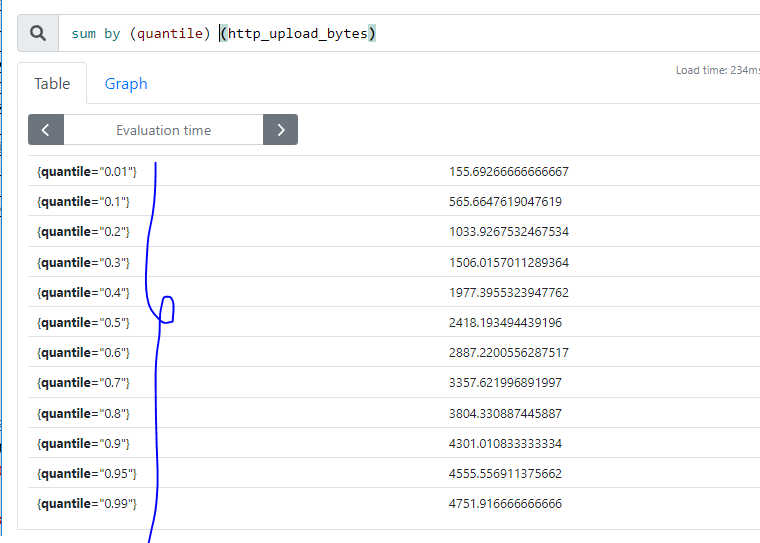 sum by (quantile) (http_upload_bytes)
Table Graph Load time: 234ms
Evaluation time
{quantile="0.01"} 155.69266666666667
{quantile="0.1"} 565.6647619047619
{quantile="0.2"} 1033.9267532467534
{quantile="0.3"} 1506.0157011289364
{quantile="0.4"} 1977.3955323947762
{quantile="0.5"} 2418.193494439196
{quantile="0.6"} 2887.2200556287517
{quantile="0.7"} 3357.621996891997
{quantile="0.8"} 3804.330887445887
{quantile="0.9"} 4301.010833333334
{quantile="0.95"} 4555.556911375662
{quantile="0.99"} 4751.916666666666